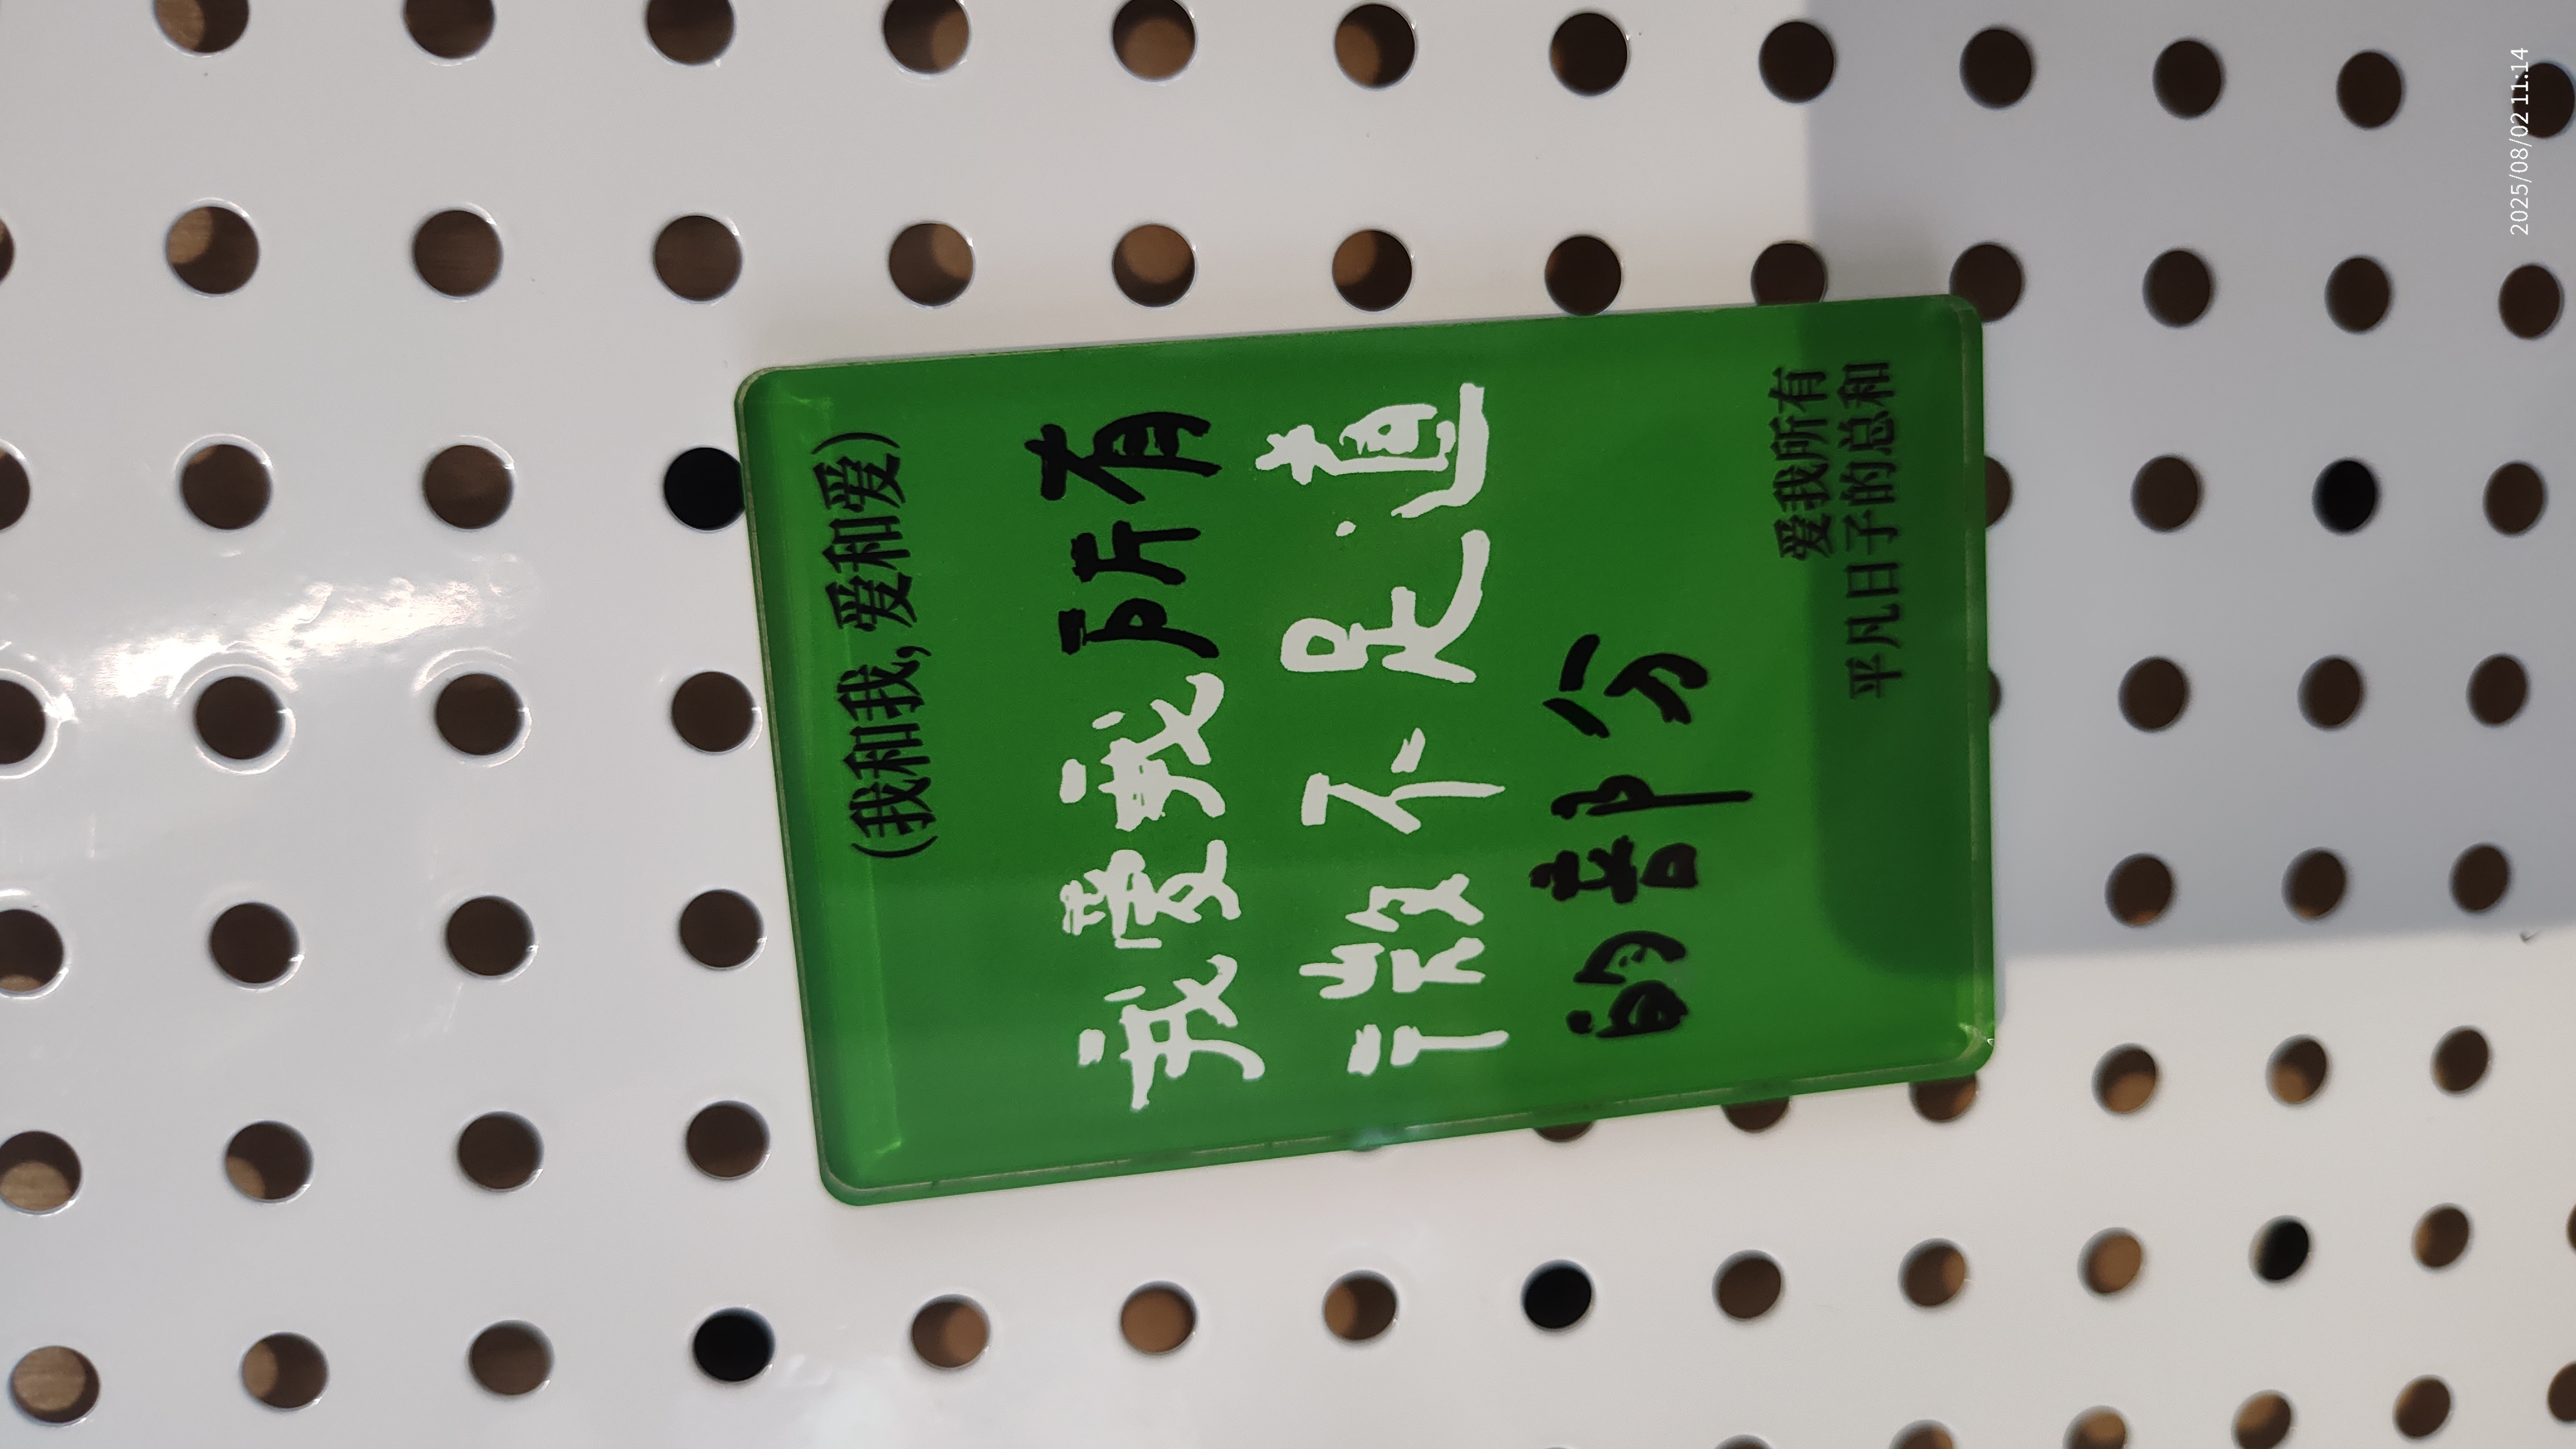 (我和我, 爱和爱)
我爱我所有
微不足道
的部分
爱我所有
平凡日子的总和
2025/08/02 11:14